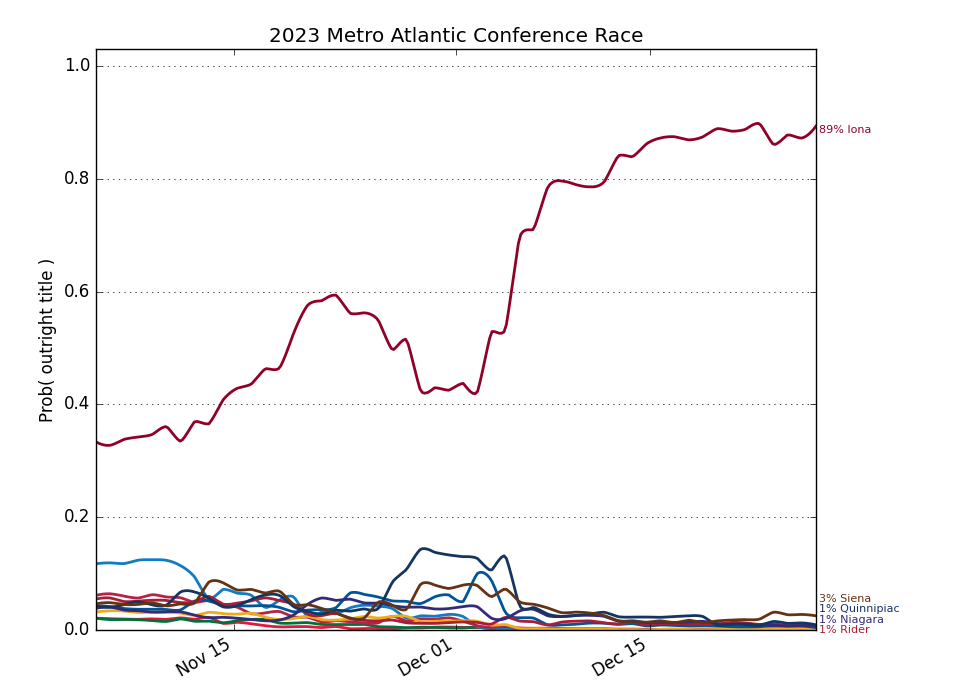 2023 Metro Atlantic Conference Race
Prob( outright title )
1.0
0.8
0.6
0.4
0.2
0.0
Nov 15
Dec 01
Dec 15
89% Iona
3% Siena
1% Quinnipiac
1% Niagara
1% Rider